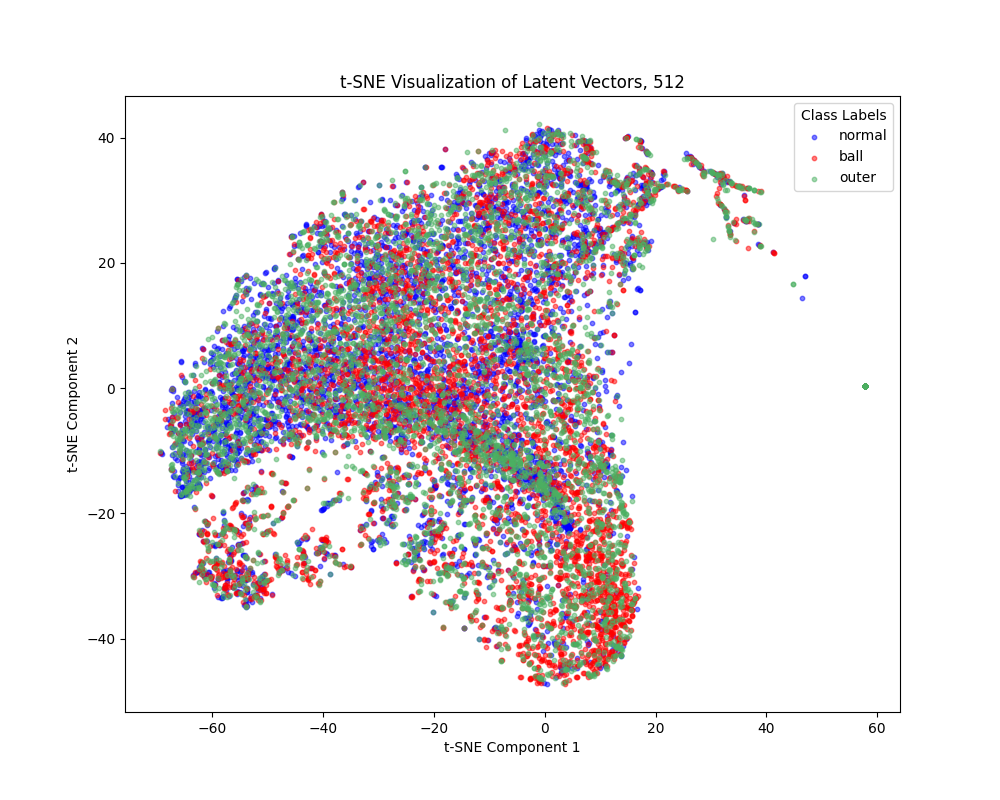 t-SNE Visualization of Latent Vectors, 512
Class Labels
normal
ball
outer
t-SNE Component 2
40
20
0
−20
−40
−60
−40
−20
0
20
40
60
t-SNE Component 1